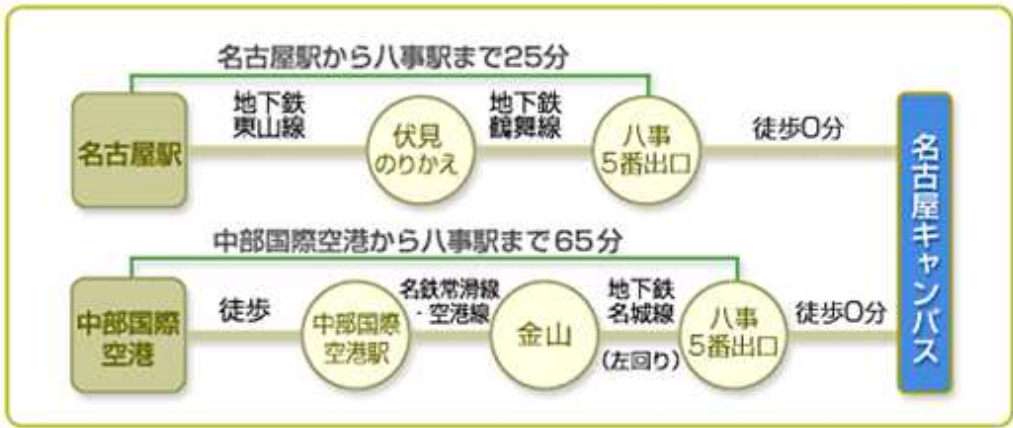 名古屋駅から八事駅まで25分
名古屋駅
地下鉄
東山線
伏見
のりかえ
地下鉄
鶴舞線
八事
5番出口
徒歩0分
中部国際空港から八事駅まで65分
中部国際
空港
徒歩
中部国際
空港駅
名鉄常滑線
・空港線
金山
地下鉄
名城線
(左回り)
八事
5番出口
徒歩0分
名古屋キャンパス